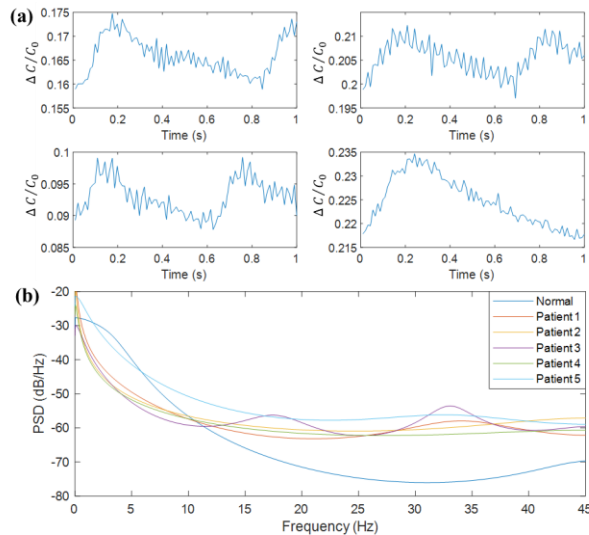 (a)
0.175
0.17
0.165
0.16
0.155
Δ C/C0
0 0.2 0.4 0.6 0.8 1
Time (s)
0.21
0.205
0.2
0.195
Δ C/C0
0 0.2 0.4 0.6 0.8 1
Time (s)
0.1
0.095
0.09
0.085
Δ C/C0
0 0.2 0.4 0.6 0.8 1
Time (s)
0.235
0.23
0.225
0.22
0.215
Δ C/C0
0 0.2 0.4 0.6 0.8 1
Time (s)
(b)
-20
-30
-40
-50
-60
-70
-80
PSD (dB/Hz)
Normal
Patient 1
Patient 2
Patient 3
Patient 4
Patient 5
0 5 10 15 20 25 30 35 40 45
Frequency (Hz)